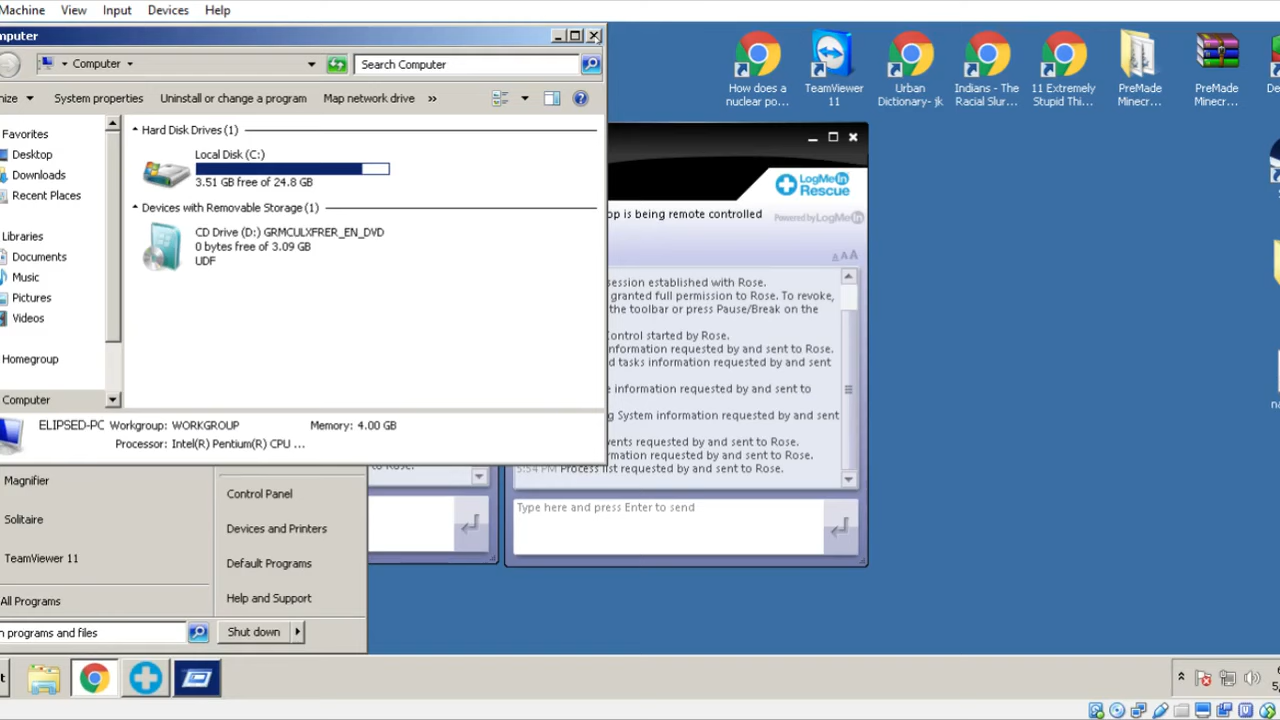 Machine View Input Devices Help
mputer
Computer
Search Computer
nize System properties Uninstall or change a program Map network drive »
Favorites
Desktop
Downloads
Recent Places
Libraries
Documents
Music
Pictures
Videos
Homegroup
Computer
Hard Disk Drives (1)
Local Disk (C:)
3.51 GB free of 24.8 GB
Devices with Removable Storage (1)
CD Drive (D:) GRMCULXFRER_EN_DVD
0 bytes free of 3.09 GB
UDF
ELIPSED-PC Workgroup: WORKGROUP Memory: 4.00 GB
Processor: Intel(R) Pentium(R) CPU ...
How does a
nuclear po...
TeamViewer
11
Urban
Dictionary- jk
Indians - The
Racial Slur...
11 Extremely
Stupid Thi...
PreMade
Minecr...
PreMade
Minecr...
De
LogMeIn
Rescue
op is being remote controlled
Powered by LogMeIn
AAA
ession established with Rose.
granted full permission to Rose. To revoke,
the toolbar or press Pause/Break on the
Control started by Rose.
nformation requested by and sent to Rose.
d tasks information requested by and sent
e information requested by and sent to
g System information requested by and sent
vents requested by and sent to Rose.
rmation requested by and sent to Rose.
5:54 PM Process list requested by and sent to Rose.
to Rose.
Type here and press Enter to send
Magnifier
Solitaire
TeamViewer 11
All Programs
n programs and files
Control Panel
Devices and Printers
Default Programs
Help and Support
Shut down